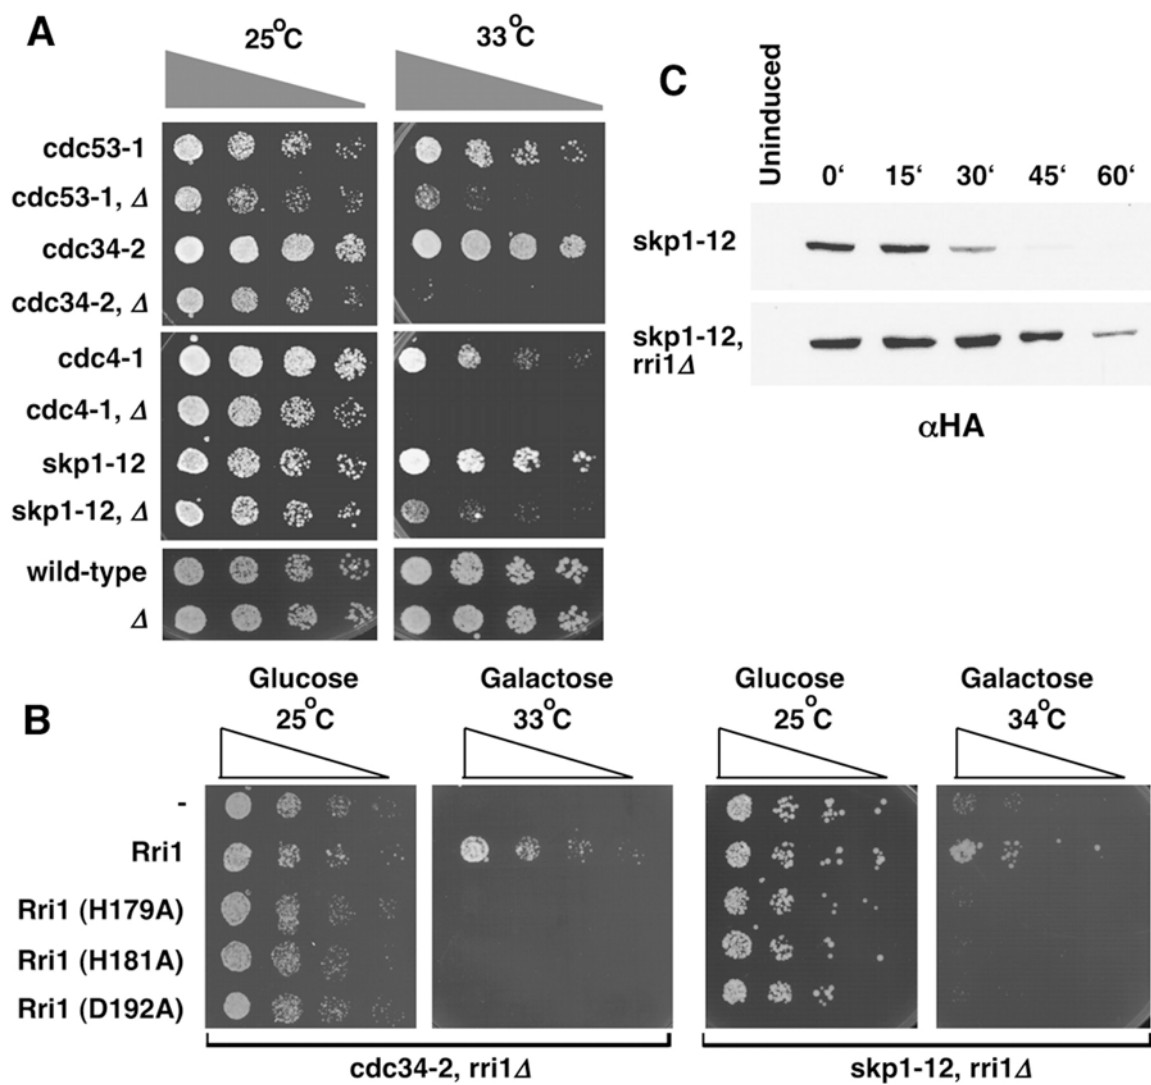 A
25°C
33°C
cdc53-1
cdc53-1, Δ
cdc34-2
cdc34-2, Δ
cdc4-1
cdc4-1, Δ
skp1-12
skp1-12, Δ
wild-type
Δ
C
Uninduced
0‘ 15‘ 30‘ 45‘ 60‘
skp1-12
skp1-12,
rri1Δ
αHA
B
Glucose
25°C
Galactose
33°C
Glucose
25°C
Galactose
34°C
-
Rri1
Rri1 (H179A)
Rri1 (H181A)
Rri1 (D192A)
cdc34-2, rri1Δ
skp1-12, rri1Δ